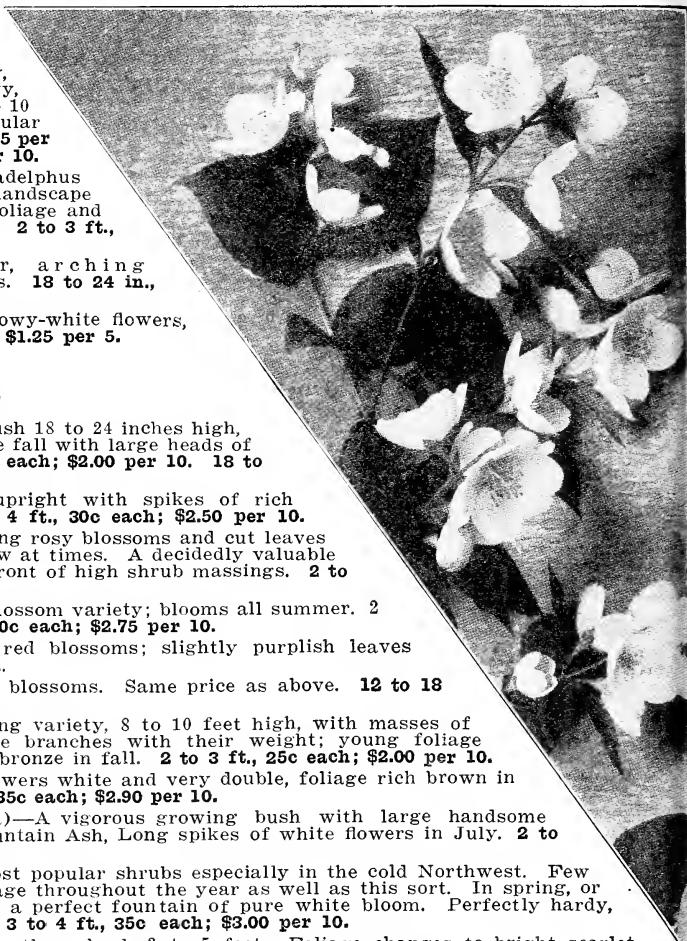 10
ular
5 per
10.
adelphus
landscape
oliage and
2 to 3 ft.,
r, arching
s. 18 to 24 in.,
owy-white flowers,
$1.25 per 5.
ush 18 to 24 inches high,
e fall with large heads of
each; $2.00 per 10. 18 to
upright with spikes of rich
4 ft., 30c each; $2.50 per 10.
ng rosy blossoms and cut leaves
w at times. A decidedly valuable
ront of high shrub massings. 2 to
lossom variety; blooms all summer. 2
0c each; $2.75 per 10.
red blossoms; slightly purplish leaves
blossoms. Same price as above. 12 to 18
ng variety, 8 to 10 feet high, with masses of
e branches with their weight; young foliage
bronze in fall. 2 to 3 ft., 25c each; $2.00 per 10.
wers white and very double, foliage rich brown in
35c each; $2.90 per 10.
.)—A vigorous growing bush with large handsome
untain Ash, Long spikes of white flowers in July. 2 to
ost popular shrubs especially in the cold Northwest. Few
age throughout the year as well as this sort. In spring, or
a perfect fountain of pure white bloom. Perfectly hardy,
3 to 4 ft., 35c each; $3.00 per 10.